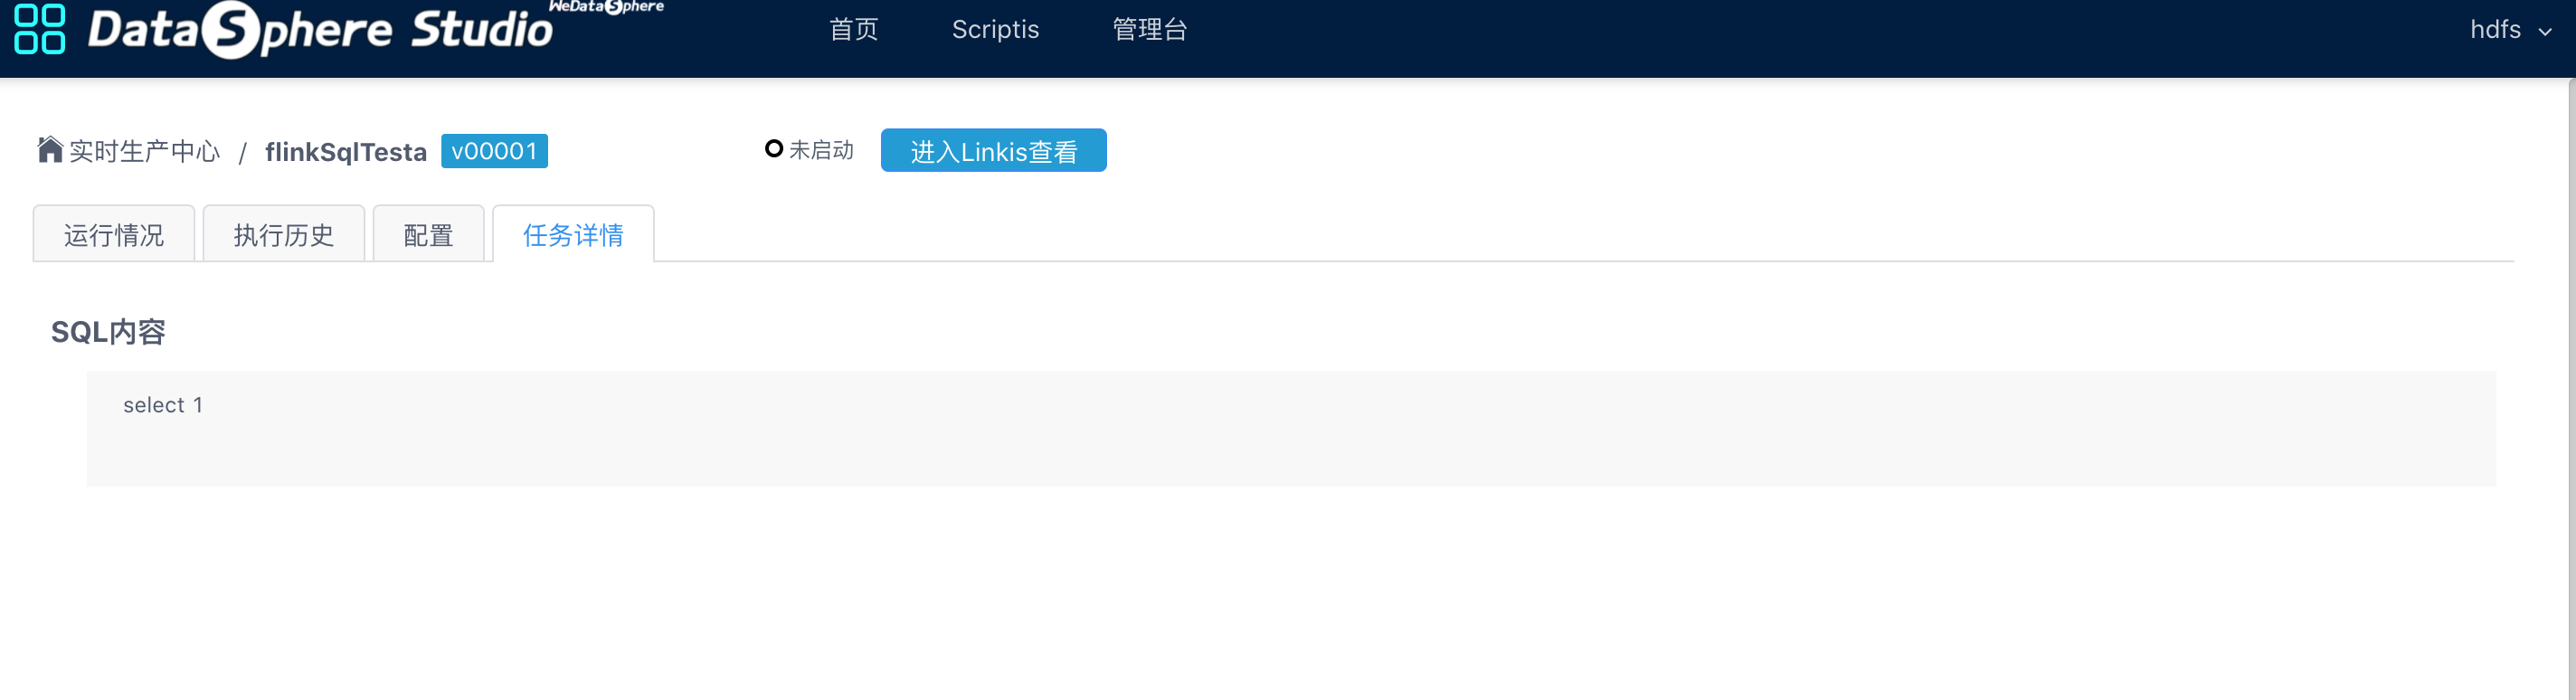 DataSphere Studio
WeDataSphere
首页 Scriptis 管理台 hdfs
实时生产中心 / flinkSqlTesta v00001 未启动 进入Linkis查看
运行情况 执行历史 配置 任务详情
SQL内容
select 1